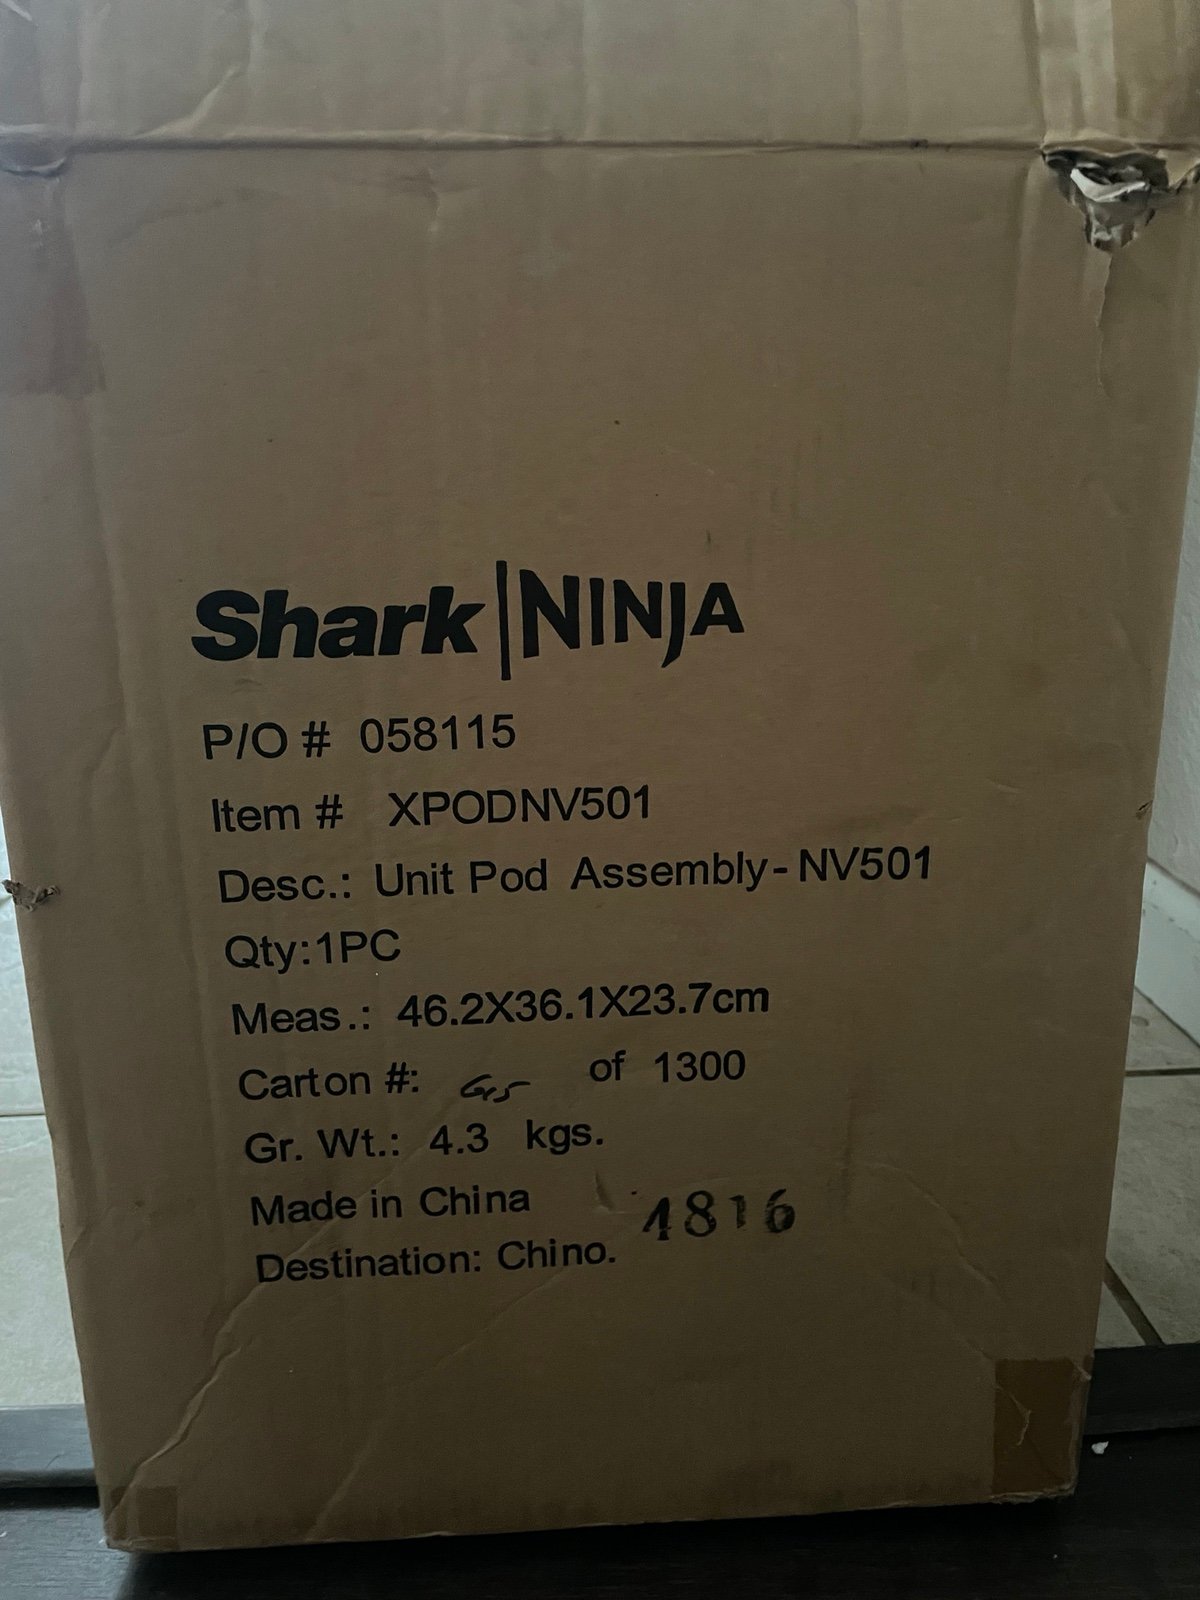 Shark|NINJA
P/O # 058115
Item # XPODNV501
Desc.: Unit Pod Assembly-NV501
Qty:1PC
Meas.: 46.2X36.1X23.7cm
Carton #: of 1300
Gr. Wt.: 4.3 kgs.
Made in China
4816
Destination: Chino.